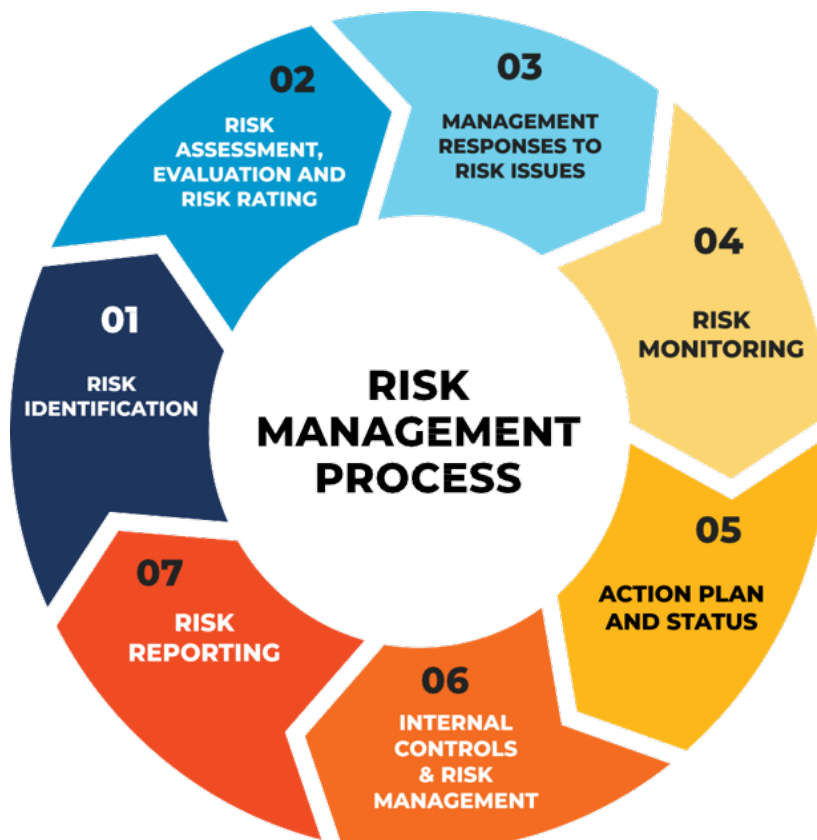 01
RISK
IDENTIFICATION
02
RISK
ASSESSMENT,
EVALUATION AND
RISK RATING
03
MANAGEMENT
RESPONSES TO
RISK ISSUES
04
RISK
MONITORING
05
ACTION PLAN
AND STATUS
06
INTERNAL
CONTROLS
& RISK
MANAGEMENT
07
RISK
REPORTING
RISK
MANAGEMENT
PROCESS